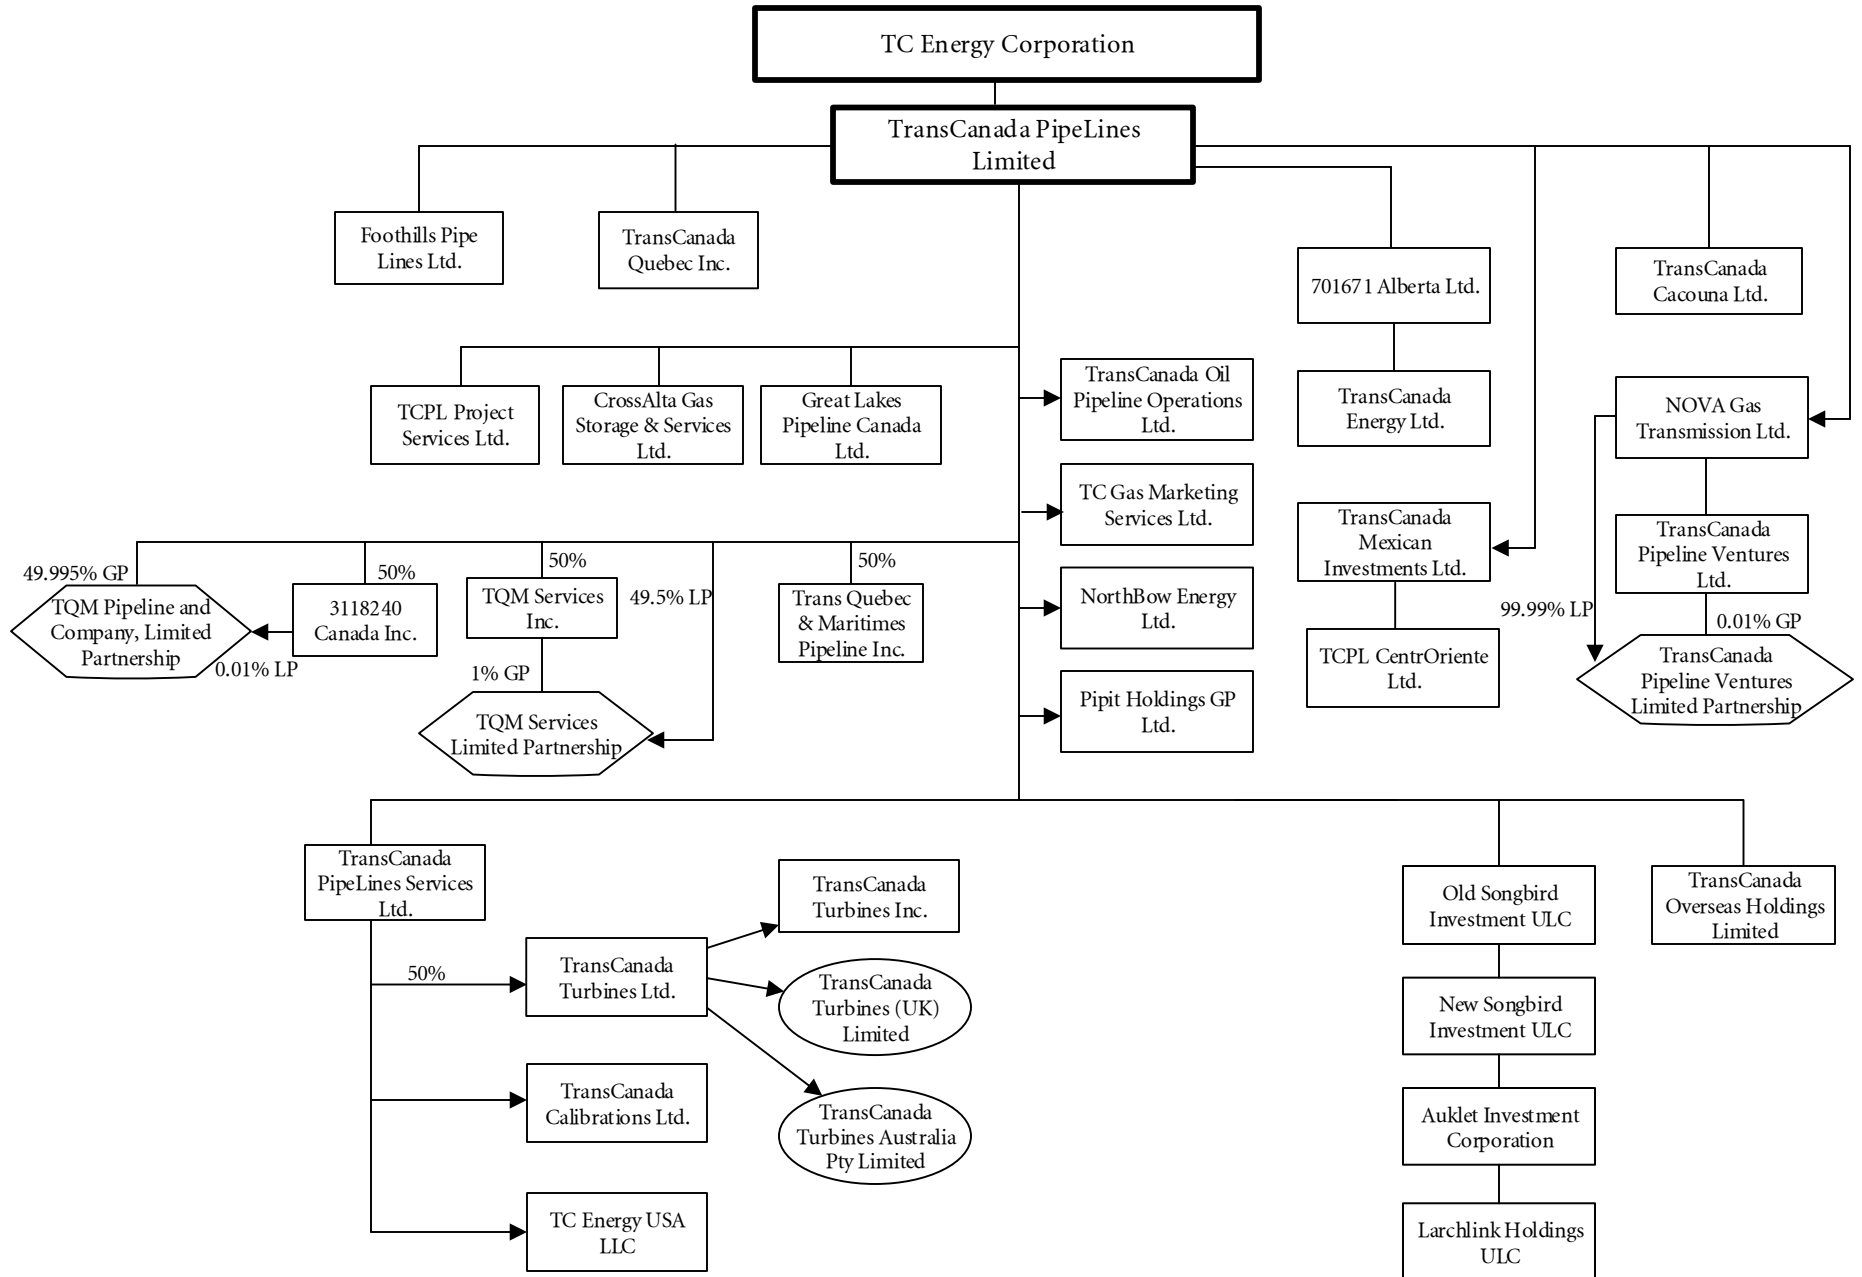 TC Energy Corporation
TransCanada PipeLines
Limited
Foothills Pipe
Lines Ltd.
TransCanada
Quebec Inc.
701671 Alberta Ltd.
TransCanada
Cacouna Ltd.
TCPL Project
Services Ltd.
CrossAlta Gas
Storage & Services
Ltd.
Great Lakes
Pipeline Canada
Ltd.
TransCanada Oil
Pipeline Operations
Ltd.
TransCanada
Energy Ltd.
NOVA Gas
Transmission Ltd.
TC Gas Marketing
Services Ltd.
TransCanada
Mexican
Investments Ltd.
TransCanada
Pipeline Ventures
Ltd.
49.995% GP
50%
50%
49.5% LP
50%
TQM Pipeline and
Company, Limited
Partnership
0.01% LP
3118240
Canada Inc.
TQM Services
Inc.
Trans Quebec
& Maritimes
Pipeline Inc.
NorthBow Energy
Ltd.
99.99% LP
0.01% GP
1% GP
TQM Services
Limited Partnership
Pipit Holdings GP
Ltd.
TCPL CentrOriente
Ltd.
TransCanada
Pipeline Ventures
Limited Partnership
TransCanada
PipeLines Services
Ltd.
50%
TransCanada
Turbines Ltd.
TransCanada
Turbines Inc.
TransCanada
Turbines (UK)
Limited
TransCanada
Turbines Australia
Pty Limited
TransCanada
Calibrations Ltd.
TC Energy USA
LLC
Old Songbird
Investment ULC
TransCanada
Overseas Holdings
Limited
New Songbird
Investment ULC
Auklet Investment
Corporation
Larchlink Holdings
ULC